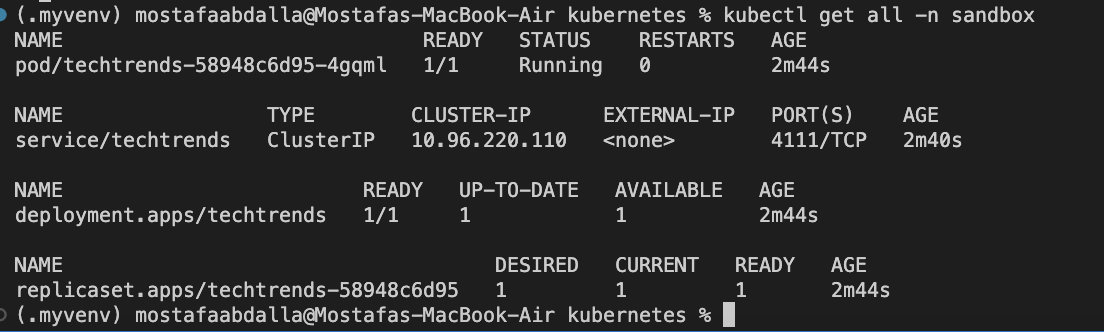 (.myvenv) mostafaabdalla@Mostafas-MacBook-Air kubernetes % kubectl get all -n sandbox
NAME READY STATUS RESTARTS AGE
pod/techtrends-58948c6d95-4gqml 1/1 Running 0 2m44s
NAME TYPE CLUSTER-IP EXTERNAL-IP PORT(S) AGE
service/techtrends ClusterIP 10.96.220.110 <none> 4111/TCP 2m40s
NAME READY UP-TO-DATE AVAILABLE AGE
deployment.apps/techtrends 1/1 1 1 2m44s
NAME DESIRED CURRENT READY AGE
replicaset.apps/techtrends-58948c6d95 1 1 1 2m44s
(.myvenv) mostafaabdalla@Mostafas-MacBook-Air kubernetes %